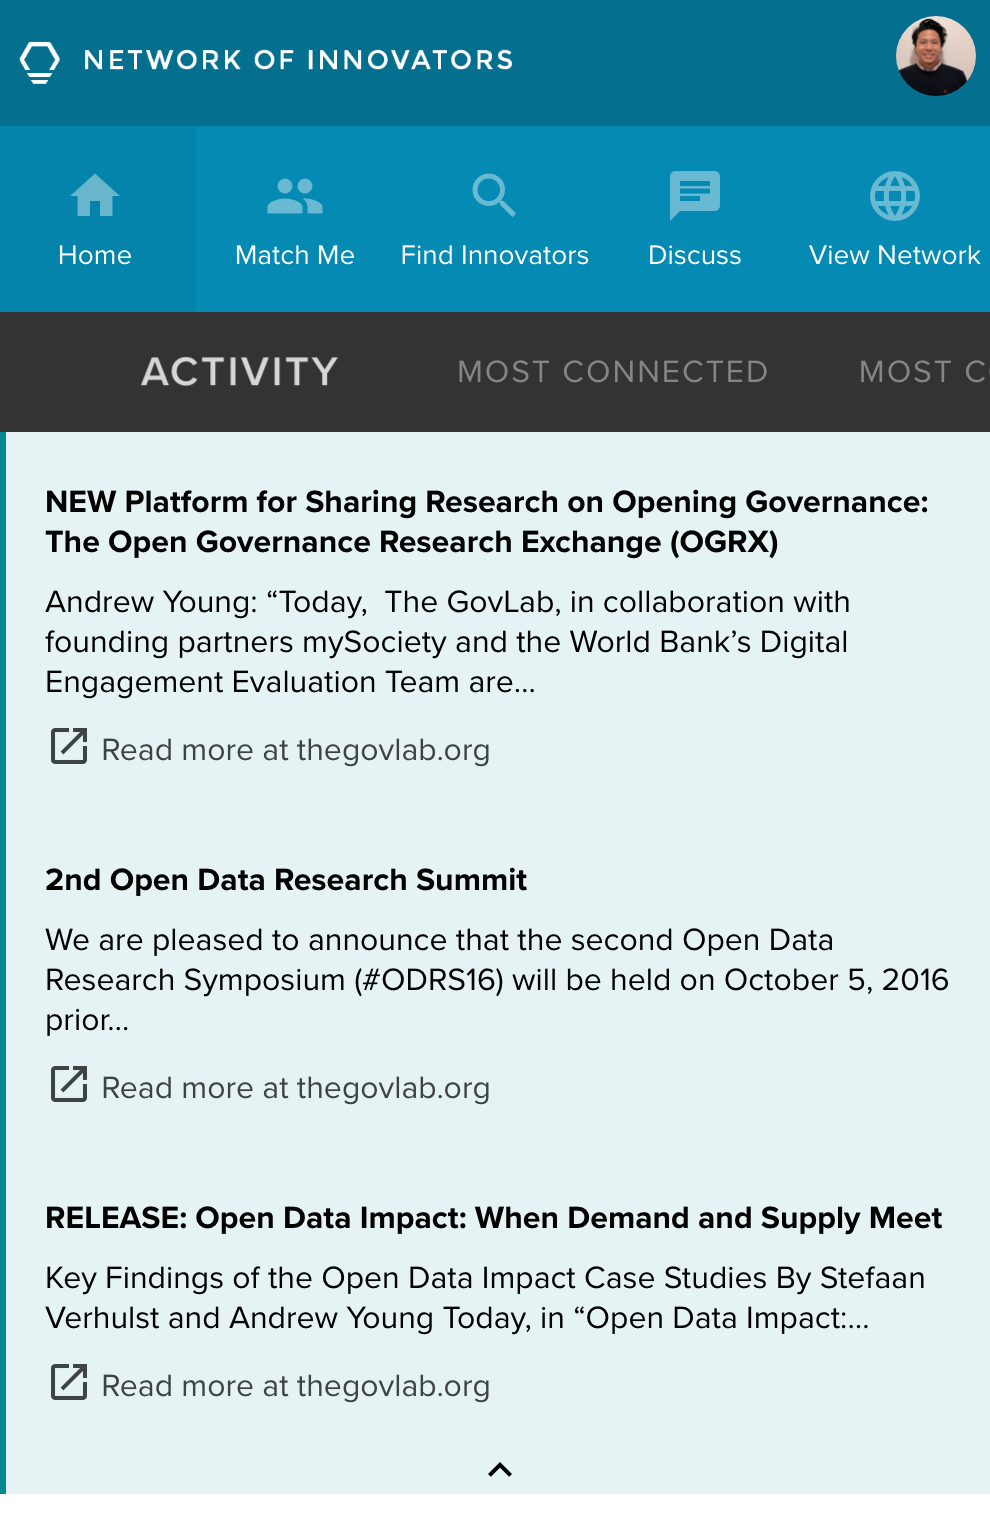 NETWORK OF INNOVATORS
Home
Match Me
Find Innovators
Discuss
View Network
ACTIVITY
MOST CONNECTED
MOST C
NEW Platform for Sharing Research on Opening Governance:
The Open Governance Research Exchange (OGRX)
Andrew Young: “Today,  The GovLab, in collaboration with
founding partners mySociety and the World Bank’s Digital
Engagement Evaluation Team are...
Read more at thegovlab.org
2nd Open Data Research Summit
We are pleased to announce that the second Open Data
Research Symposium (#ODRS16) will be held on October 5, 2016
prior...
Read more at thegovlab.org
RELEASE: Open Data Impact: When Demand and Supply Meet
Key Findings of the Open Data Impact Case Studies By Stefaan
Verhulst and Andrew Young Today, in “Open Data Impact:...
Read more at thegovlab.org